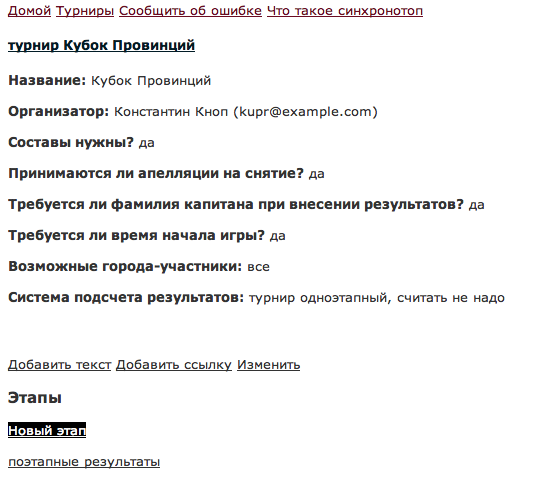 Домой Турниры Сообщить об ошибке Что такое синхронотоп
турнир Кубок Провинций
Название: Кубок Провинций
Организатор: Константин Кноп (kupr@example.com)
Составы нужны? да
Принимаются ли апелляции на снятие? да
Требуется ли фамилия капитана при внесении результатов? да
Требуется ли время начала игры? да
Возможные города-участники: все
Система подсчета результатов: турнир одноэтапный, считать не надо
Добавить текст Добавить ссылку Изменить
Этапы
Новый этап
поэтапные результаты